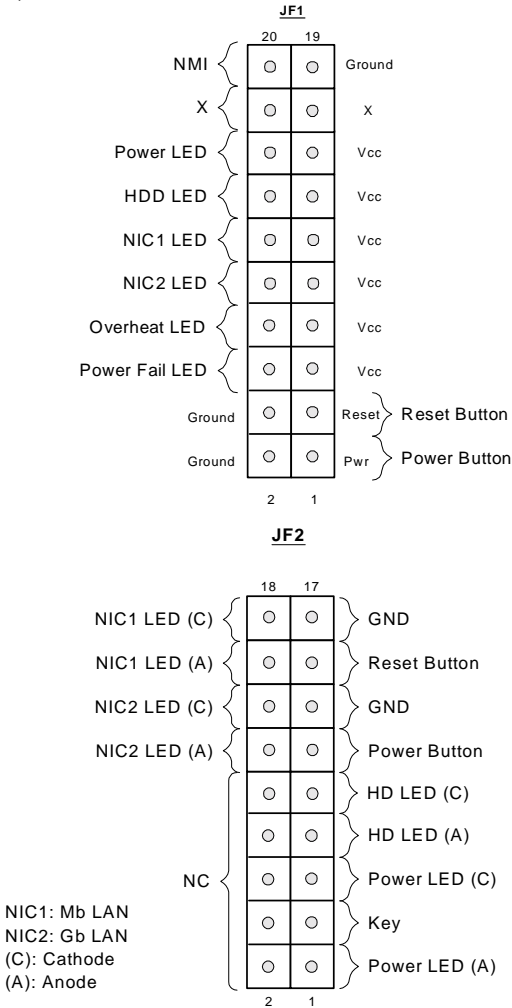 JF1
20 19
NMI Ground
X X
Power LED Vcc
HDD LED Vcc
NIC1 LED Vcc
NIC2 LED Vcc
Overheat LED Vcc
Power Fail LED Vcc
Ground Reset Reset Button
Ground Pwr Power Button
2 1
JF2
18 17
NIC1 LED (C) GND
NIC1 LED (A) Reset Button
NIC2 LED (C) GND
NIC2 LED (A) Power Button
HD LED (C)
HD LED (A)
NC Power LED (C)
Key
Power LED (A)
2 1
NIC1: Mb LAN
NIC2: Gb LAN
(C): Cathode
(A): Anode